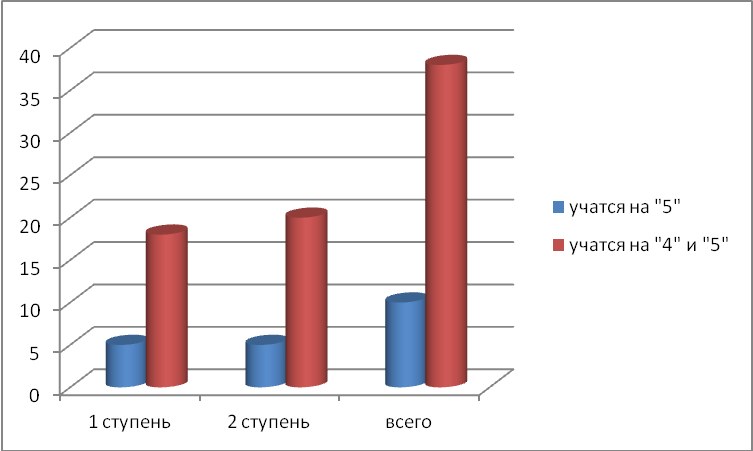 40
35
30
25
20
15
10
5
0
1 ступень
2 ступень
всего
учатся на "5"
учатся на "4" и "5"